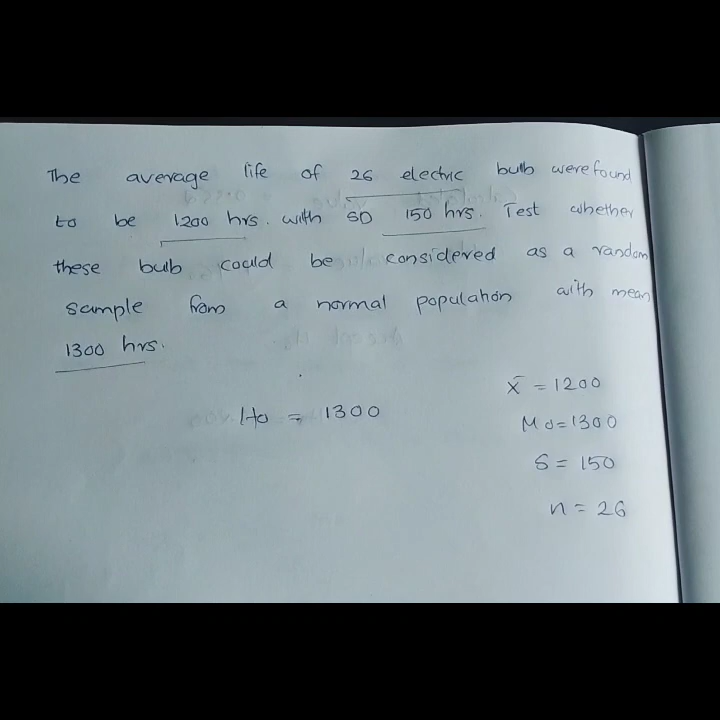 The average life of 26 electric bulb were found
to be 1200 hrs. with SD 150 hrs. Test whether
these bulb could be considered as a random
sample from a normal population with mean
1300 hrs.
x̄ = 1200
H0 = 1300
M0=1300
S = 150
n = 26